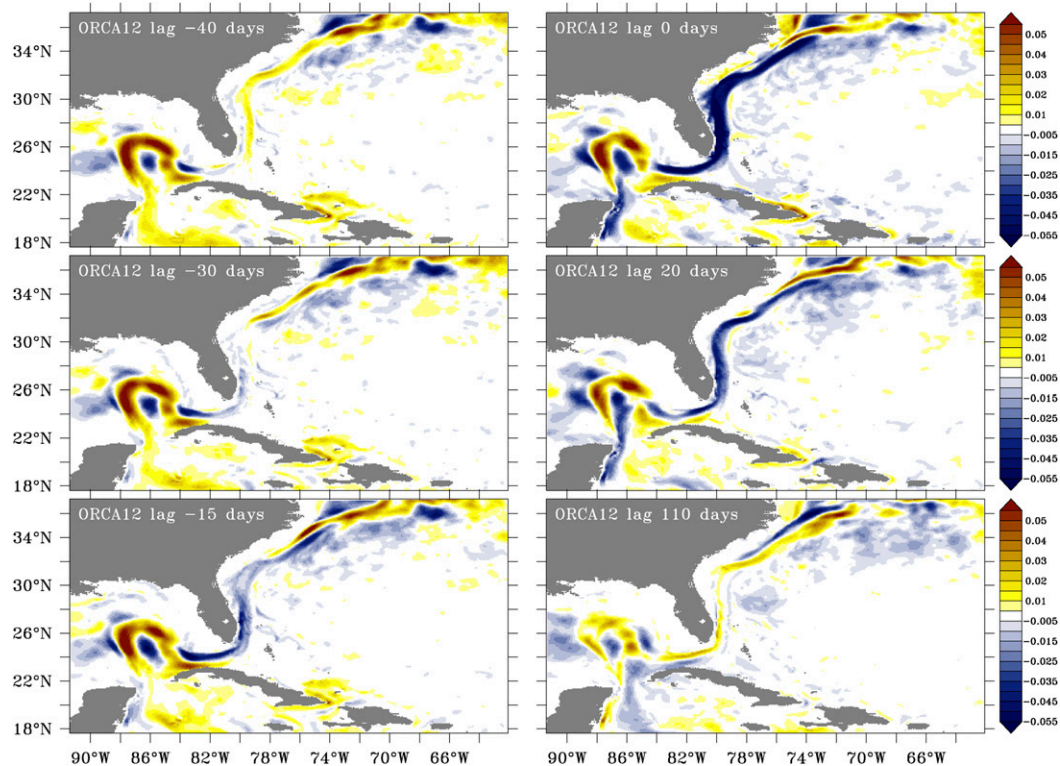 ORCA12 lag −40 days
34°N
30°N
26°N
22°N
18°N
ORCA12 lag 0 days
0.05
0.04
0.03
0.02
0.01
−0.005
−0.015
−0.025
−0.035
−0.045
−0.055
ORCA12 lag −30 days
34°N
30°N
26°N
22°N
18°N
ORCA12 lag 20 days
0.05
0.04
0.03
0.02
0.01
−0.005
−0.015
−0.025
−0.035
−0.045
−0.055
ORCA12 lag −15 days
34°N
30°N
26°N
22°N
18°N
90°W 86°W 82°W 78°W 74°W 70°W 66°W
ORCA12 lag 110 days
90°W 86°W 82°W 78°W 74°W 70°W 66°W
0.05
0.04
0.03
0.02
0.01
−0.005
−0.015
−0.025
−0.035
−0.045
−0.055